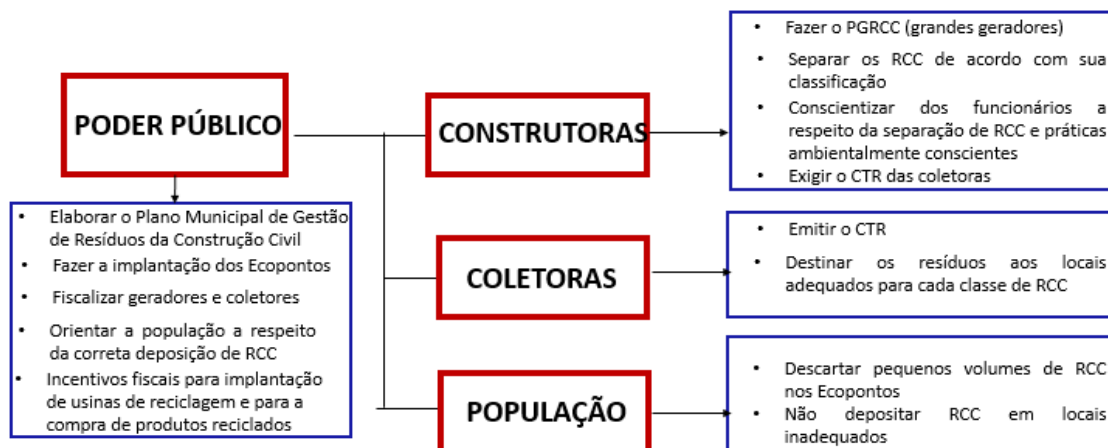 PODER PÚBLICO
• Elaborar o Plano Municipal de Gestão
de Resíduos da Construção Civil
• Fazer a implantação dos Ecopontos
• Fiscalizar geradores e coletores
• Orientar a população a respeito
da correta deposição de RCC
• Incentivos fiscais para implantação
de usinas de reciclagem e para a
compra de produtos reciclados
CONSTRUTORAS
• Fazer o PGRCC (grandes geradores)
• Separar os RCC de acordo com sua
classificação
• Conscientizar dos funcionários a
respeito da separação de RCC e práticas
ambientalmente conscientes
• Exigir o CTR das coletoras
COLETORAS
• Emitir o CTR
• Destinar os resíduos aos locais
adequados para cada classe de RCC
POPULAÇÃO
• Descartar pequenos volumes de RCC
nos Ecopontos
• Não depositar RCC em locais
inadequados